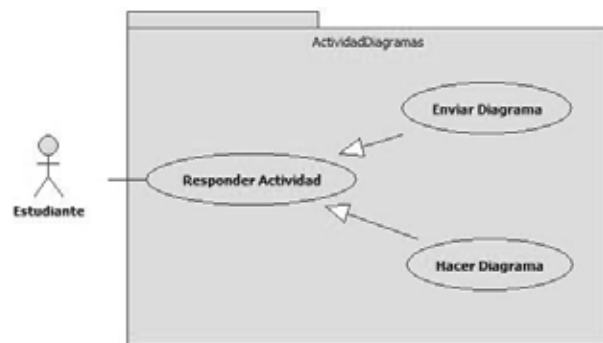 ActividadDiagramas
Enviar Diagrama
Responder Actividad
Estudiante
Hacer Diagrama